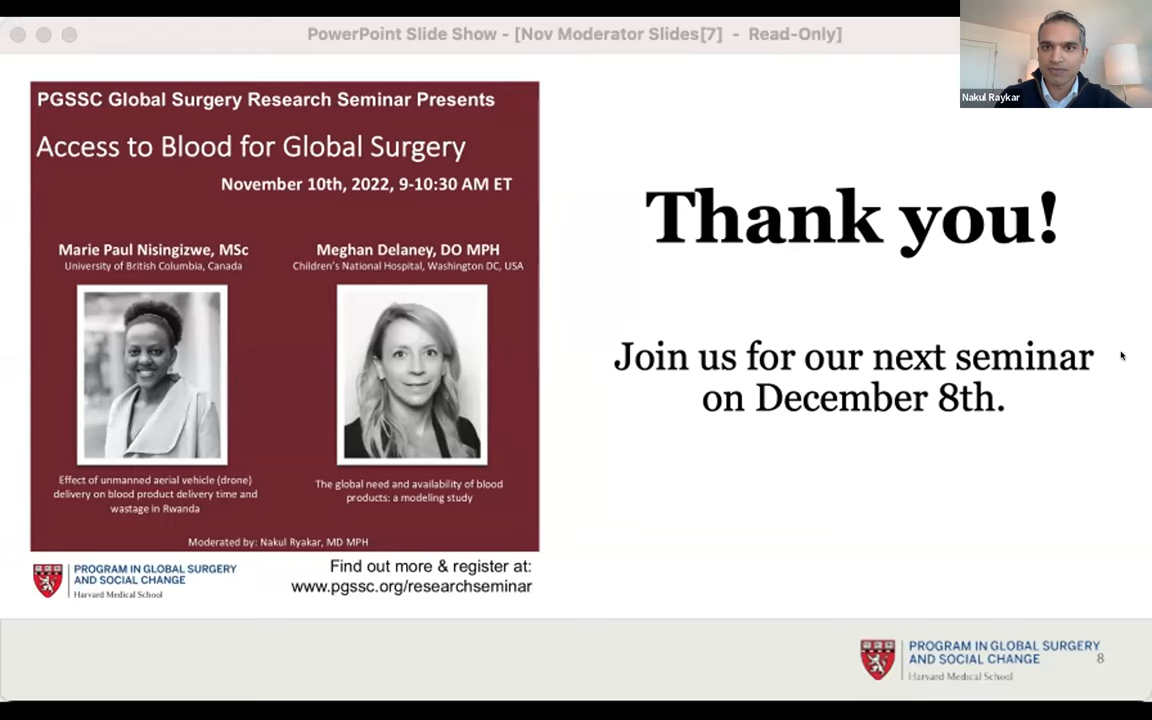 PowerPoint Slide Show - [Nov Moderator Slides[7] - Read-Only]
Nakul Raykar
PGSSC Global Surgery Research Seminar Presents
Access to Blood for Global Surgery
November 10th, 2022, 9-10:30 AM ET
Marie Paul Nisingizwe, MSc
University of British Columbia, Canada
Meghan Delaney, DO MPH
Children's National Hospital, Washington DC, USA
Effect of unmanned aerial vehicle (drone)
delivery on blood product delivery time and
wastage in Rwanda
The global need and availability of blood
products: a modeling study
Moderated by: Nakul Ryakar, MD MPH
PROGRAM IN GLOBAL SURGERY
AND SOCIAL CHANGE
Harvard Medical School
Find out more & register at:
www.pgssc.org/researchseminar
Thank you!
Join us for our next seminar
on December 8th.
PROGRAM IN GLOBAL SURGERY
AND SOCIAL CHANGE
Harvard Medical School
8